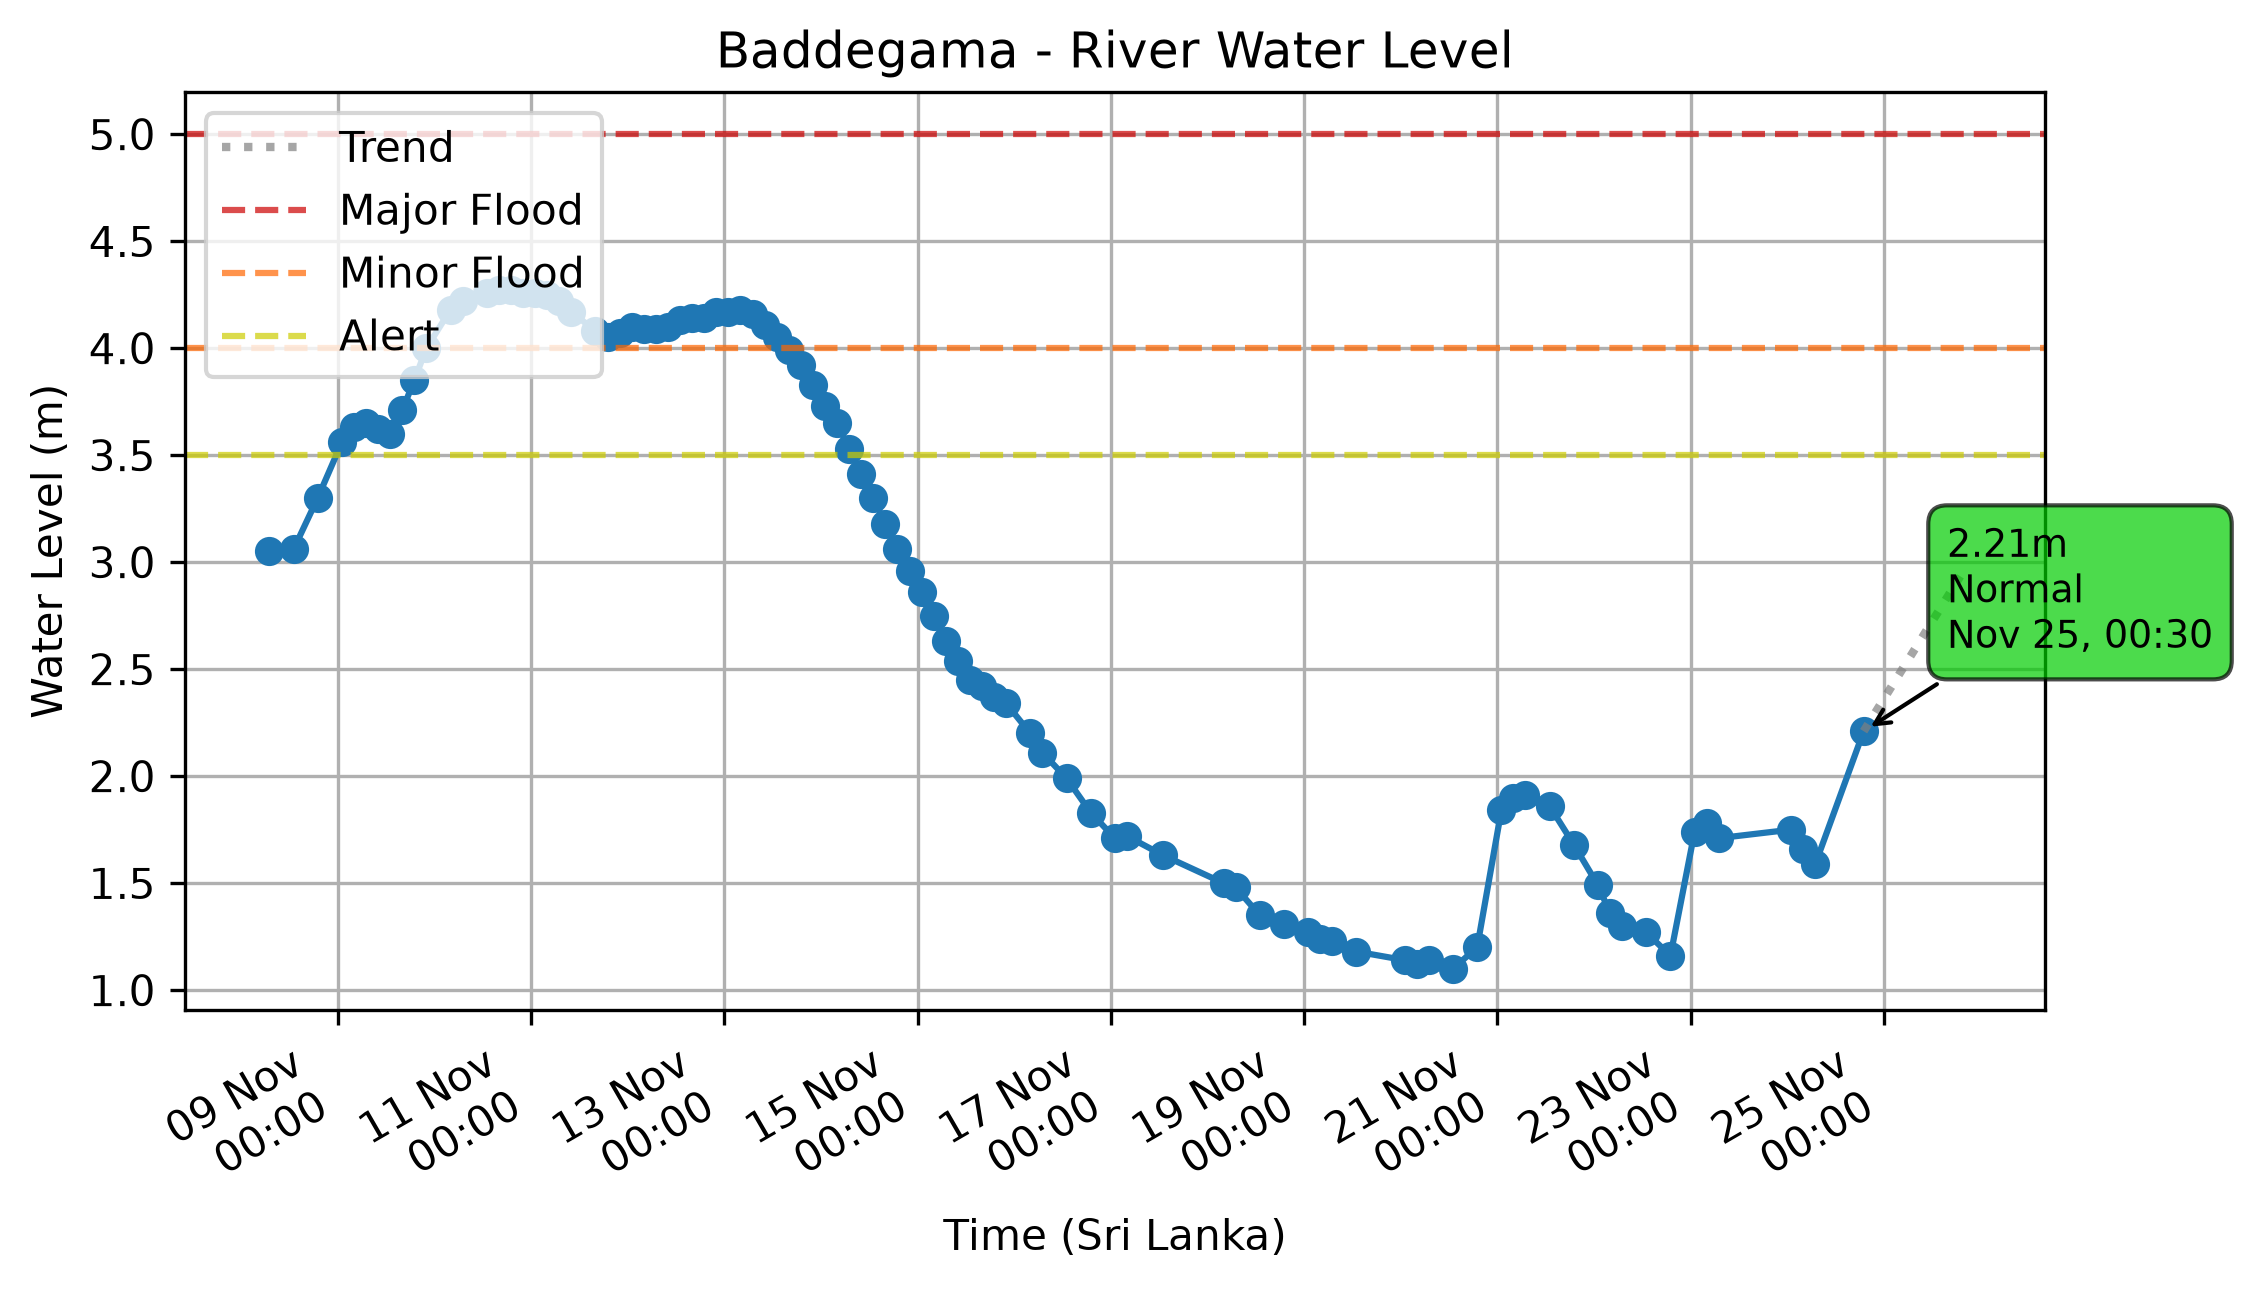 Baddegama - River Water Level
Water Level (m)
5.0
4.5
4.0
3.5
3.0
2.5
2.0
1.5
1.0
Trend
Major Flood
Minor Flood
Alert
2.21m
Normal
Nov 25, 00:30
09 Nov
00:00
11 Nov
00:00
13 Nov
00:00
15 Nov
00:00
17 Nov
00:00
19 Nov
00:00
21 Nov
00:00
23 Nov
00:00
25 Nov
00:00
Time (Sri Lanka)